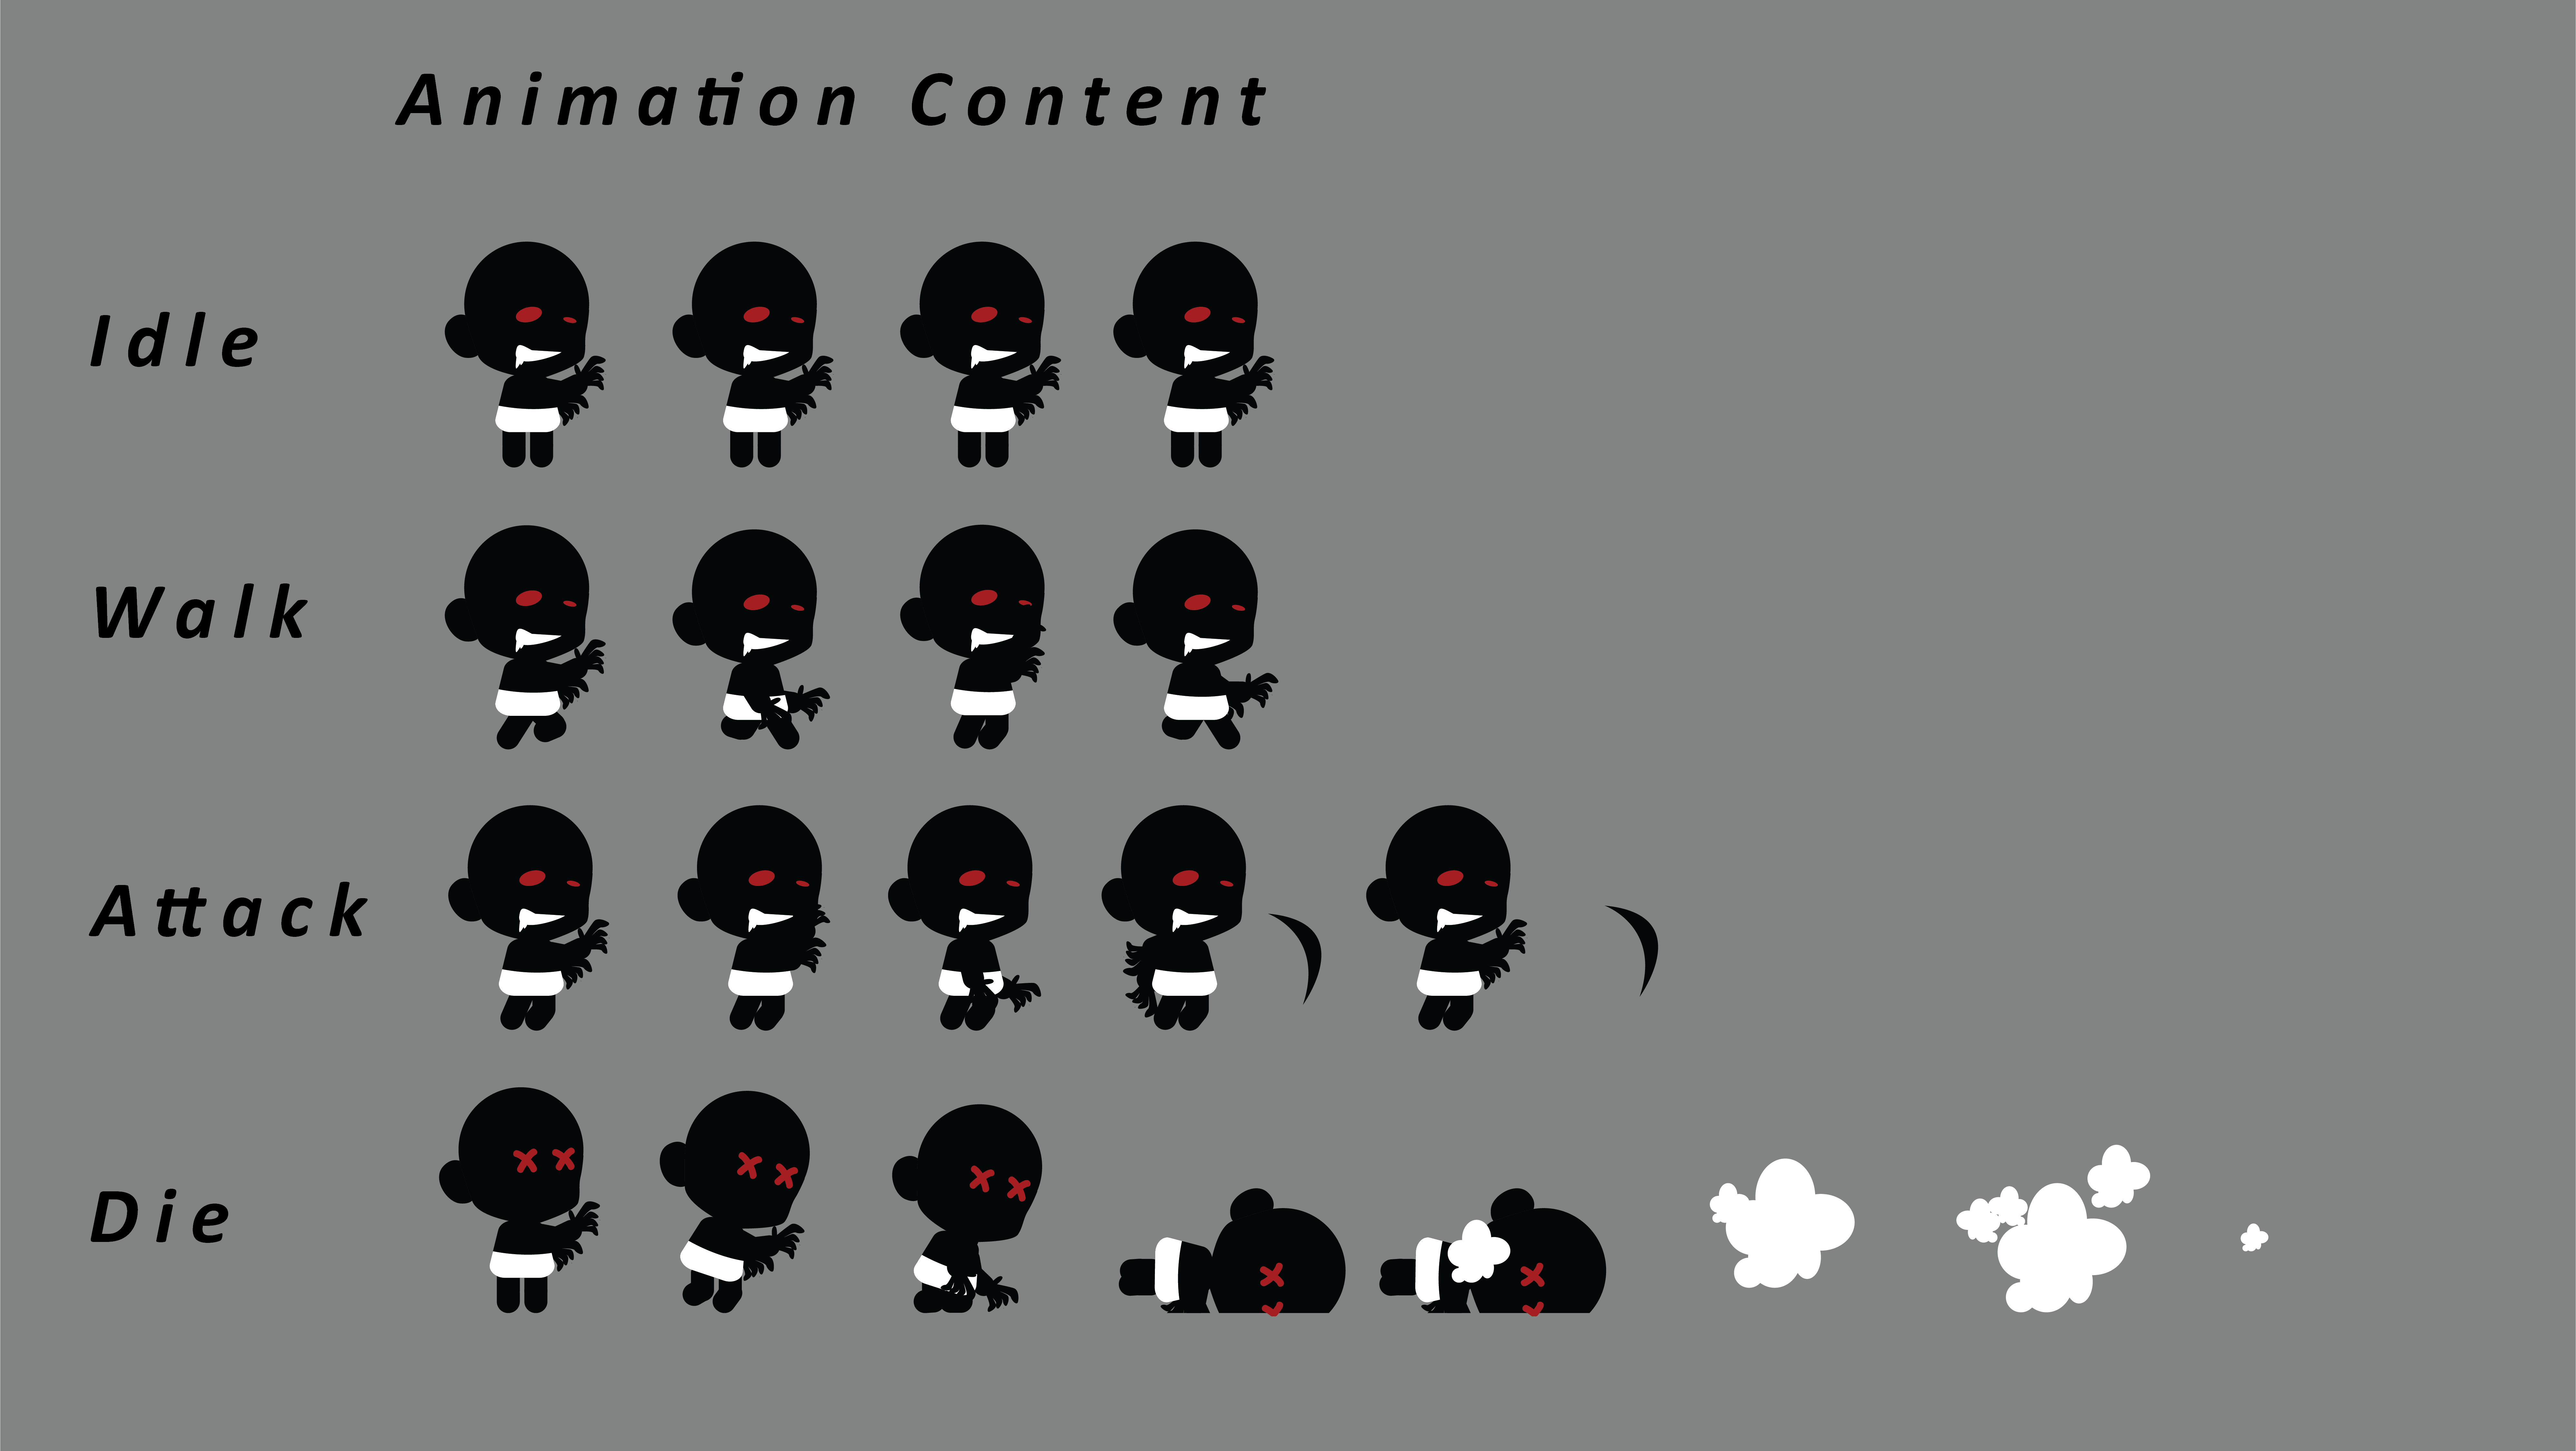 Animation Content
Idle
Walk
Attack
Die